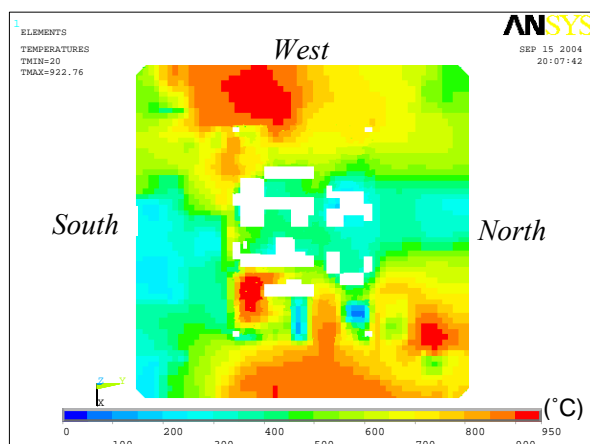 1
ELEMENTS
TEMPERATURES
TMIN=20
TMAX=922.76
ANSYS
SEP 15 2004
20:07:42
West
South
North
Z Y
X
(˚C)
0 200 400 600 800 950
100 300 500 700 900